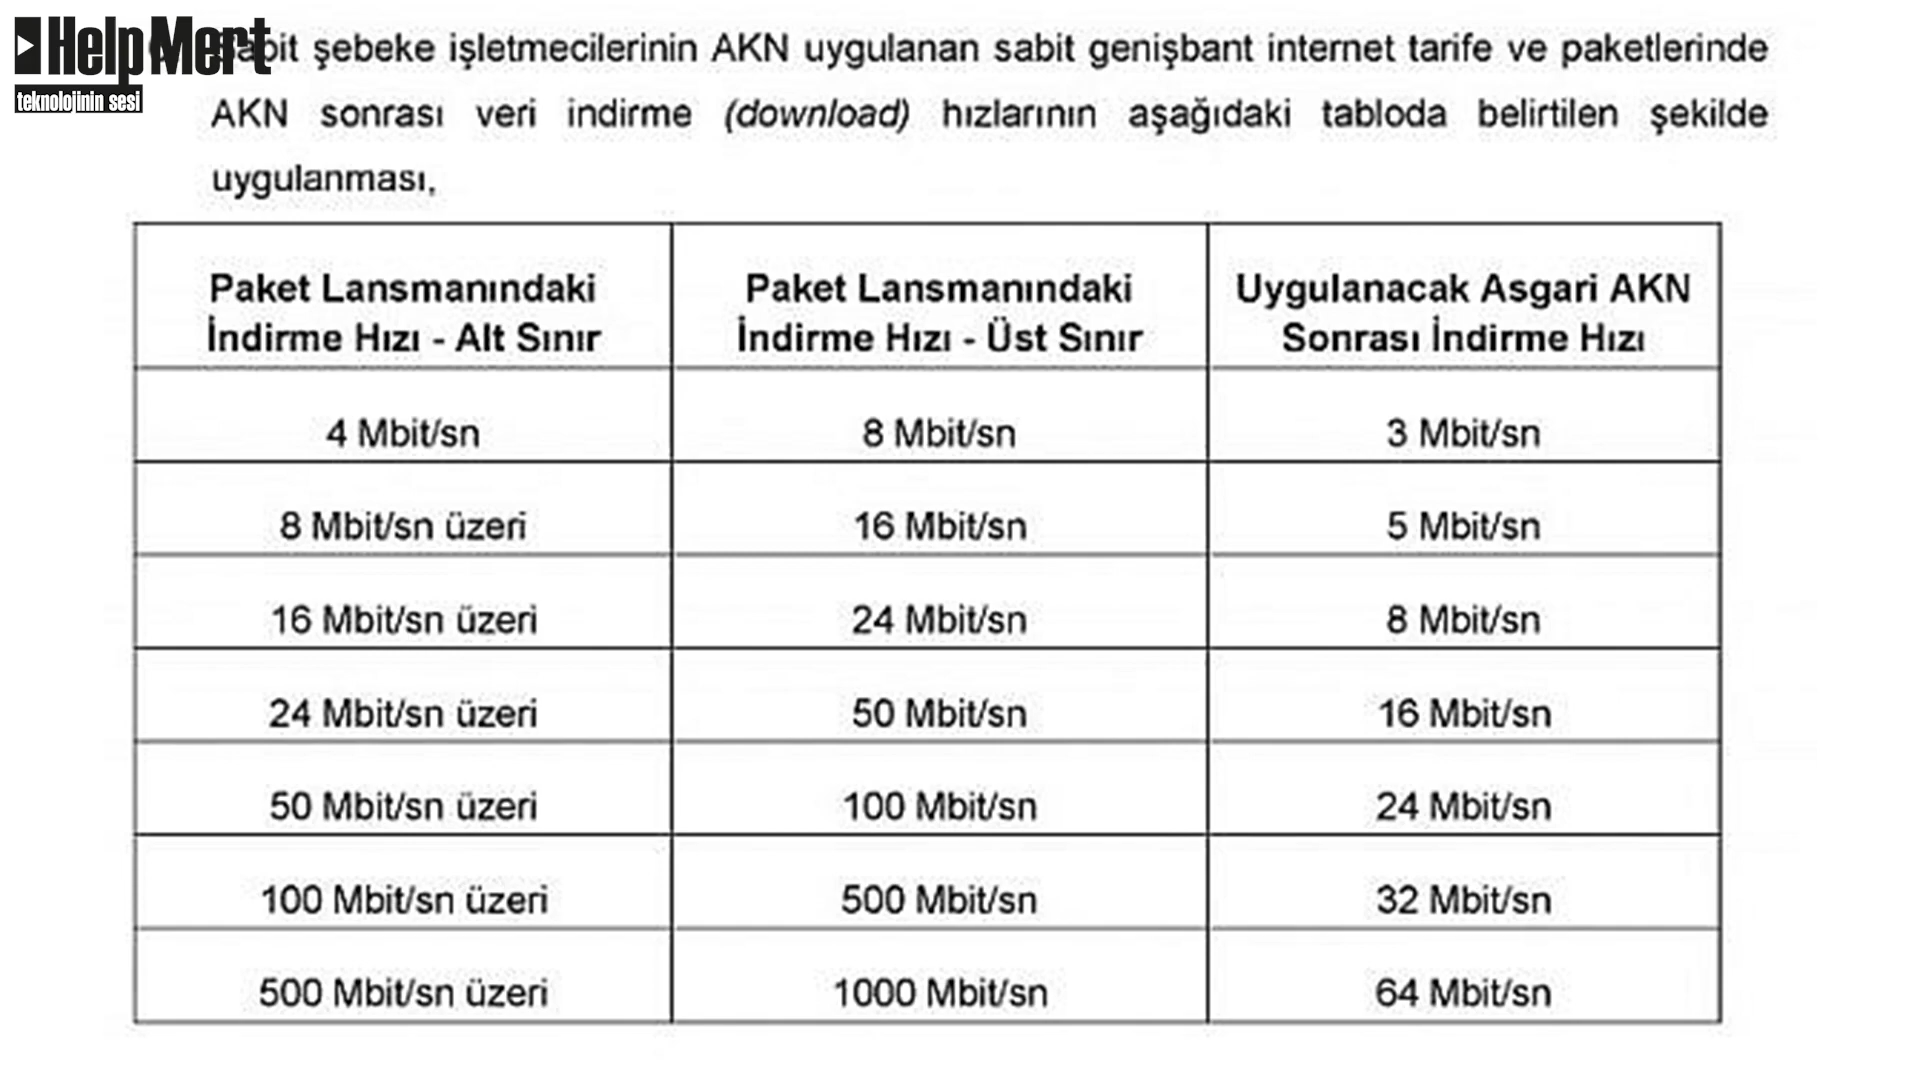 HelpMert
teknolojinin sesi
Sabit şebeke işletmecilerinin AKN uygulanan sabit genişbant internet tarife ve paketlerinde
AKN sonrası veri indirme (download) hızlarının aşağıdaki tabloda belirtilen şekilde
uygulanması,
Paket Lansmanındaki
İndirme Hızı - Alt Sınır
Paket Lansmanındaki
İndirme Hızı - Üst Sınır
Uygulanacak Asgari AKN
Sonrası İndirme Hızı
4 Mbit/sn
8 Mbit/sn
3 Mbit/sn
8 Mbit/sn üzeri
16 Mbit/sn
5 Mbit/sn
16 Mbit/sn üzeri
24 Mbit/sn
8 Mbit/sn
24 Mbit/sn üzeri
50 Mbit/sn
16 Mbit/sn
50 Mbit/sn üzeri
100 Mbit/sn
24 Mbit/sn
100 Mbit/sn üzeri
500 Mbit/sn
32 Mbit/sn
500 Mbit/sn üzeri
1000 Mbit/sn
64 Mbit/sn